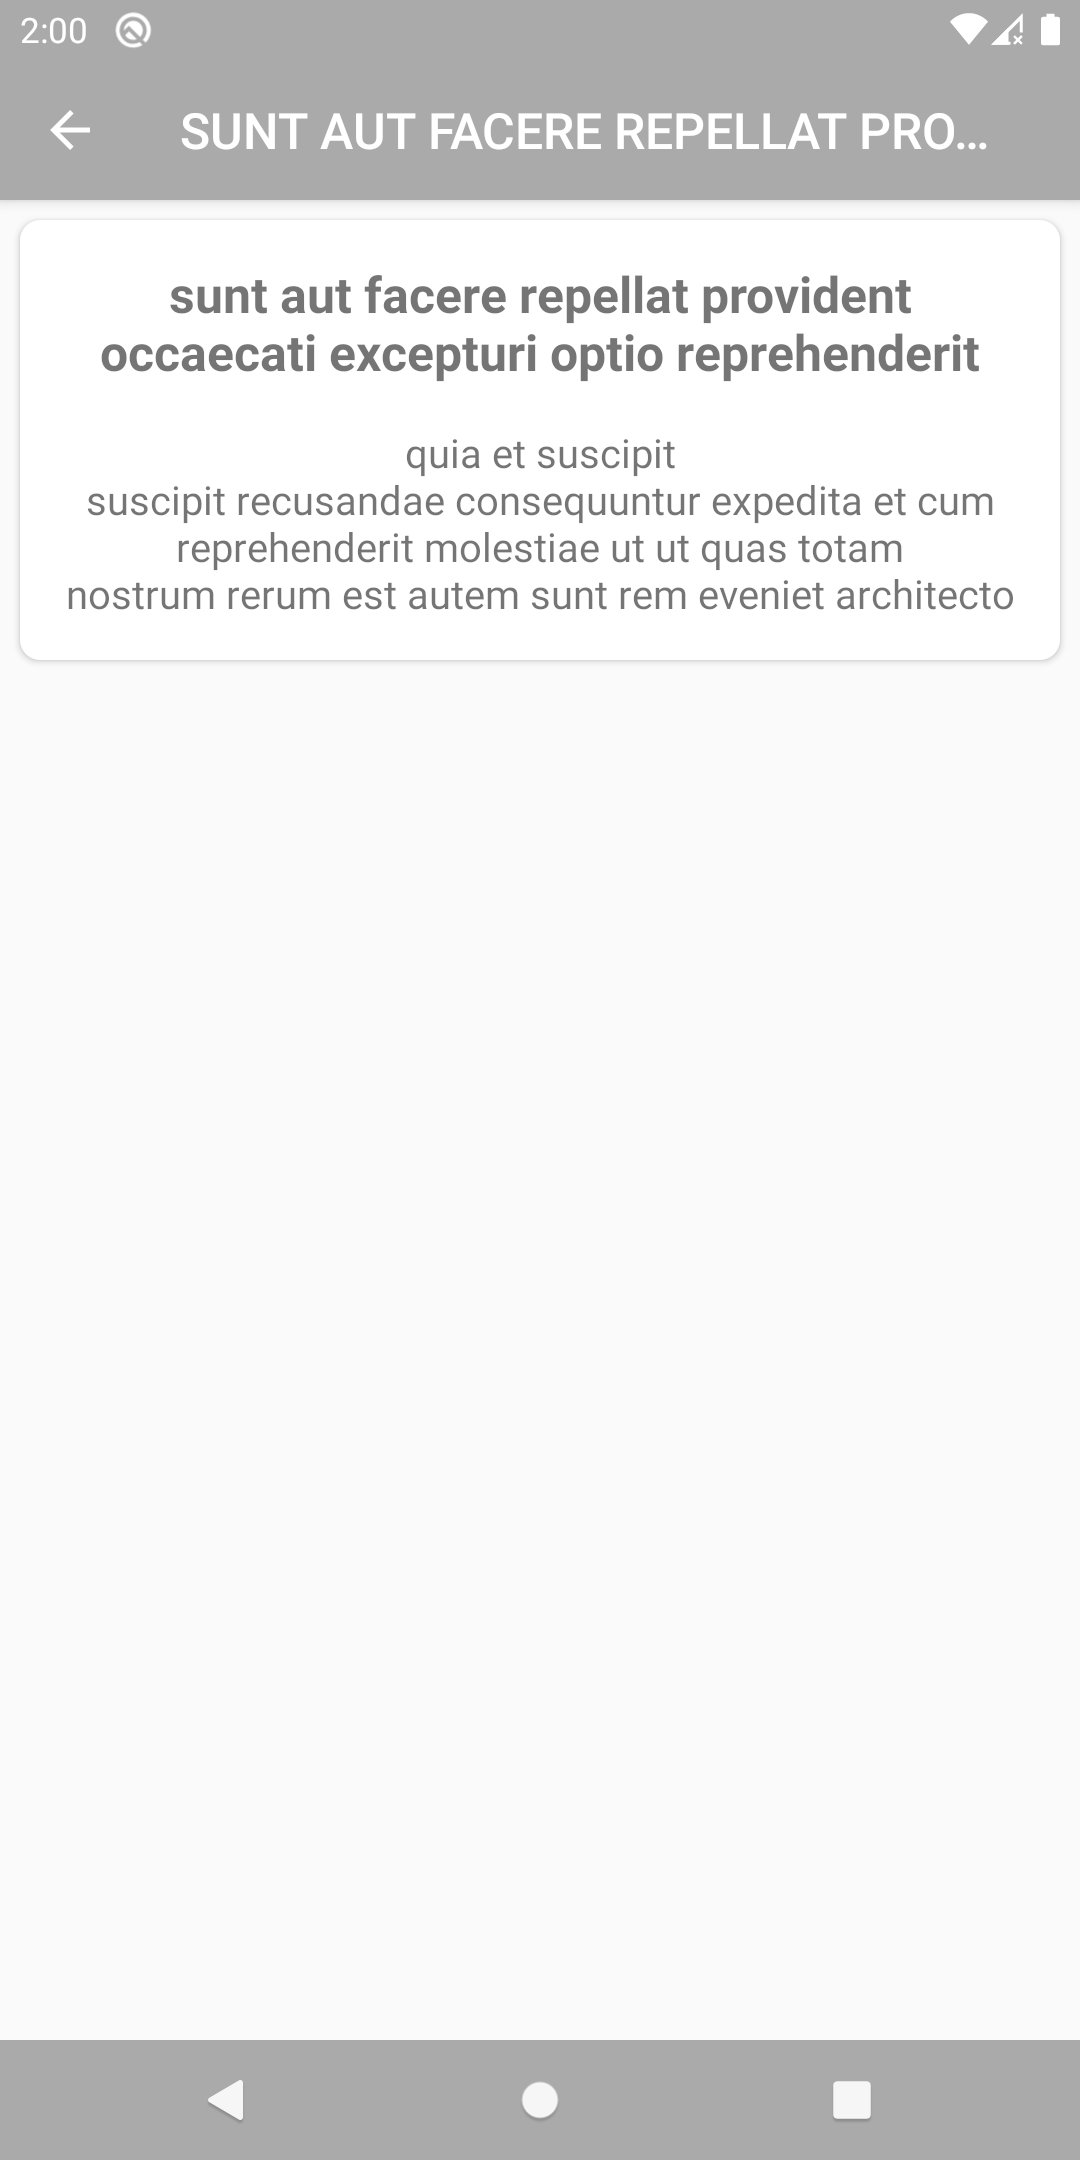 2:00
SUNT AUT FACERE REPELLAT PRO...
sunt aut facere repellat provident
occaecati excepturi optio reprehenderit
quia et suscipit
suscipit recusandae consequuntur expedita et cum
reprehenderit molestiae ut ut quas totam
nostrum rerum est autem sunt rem eveniet architecto